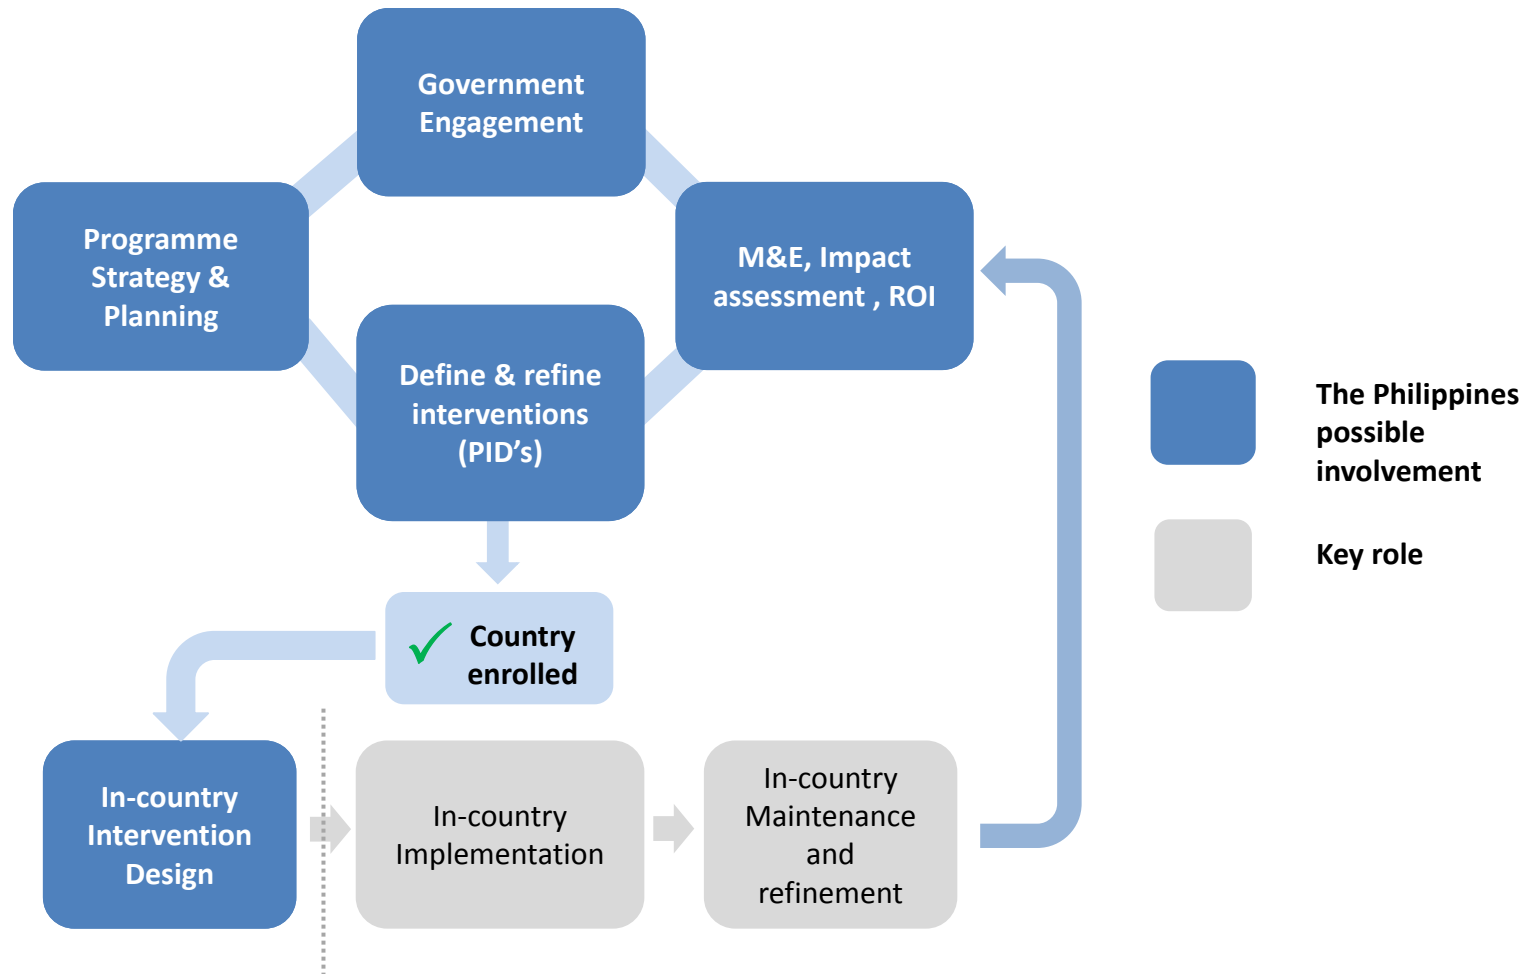 Government
Engagement
Programme
Strategy &
Planning
M&E, Impact
assessment , ROI
Define & refine
interventions
(PID’s)
The Philippines
possible
involvement
Key role
Country
enrolled
In-country
Intervention
Design
In-country
Implementation
In-country
Maintenance
and
refinement